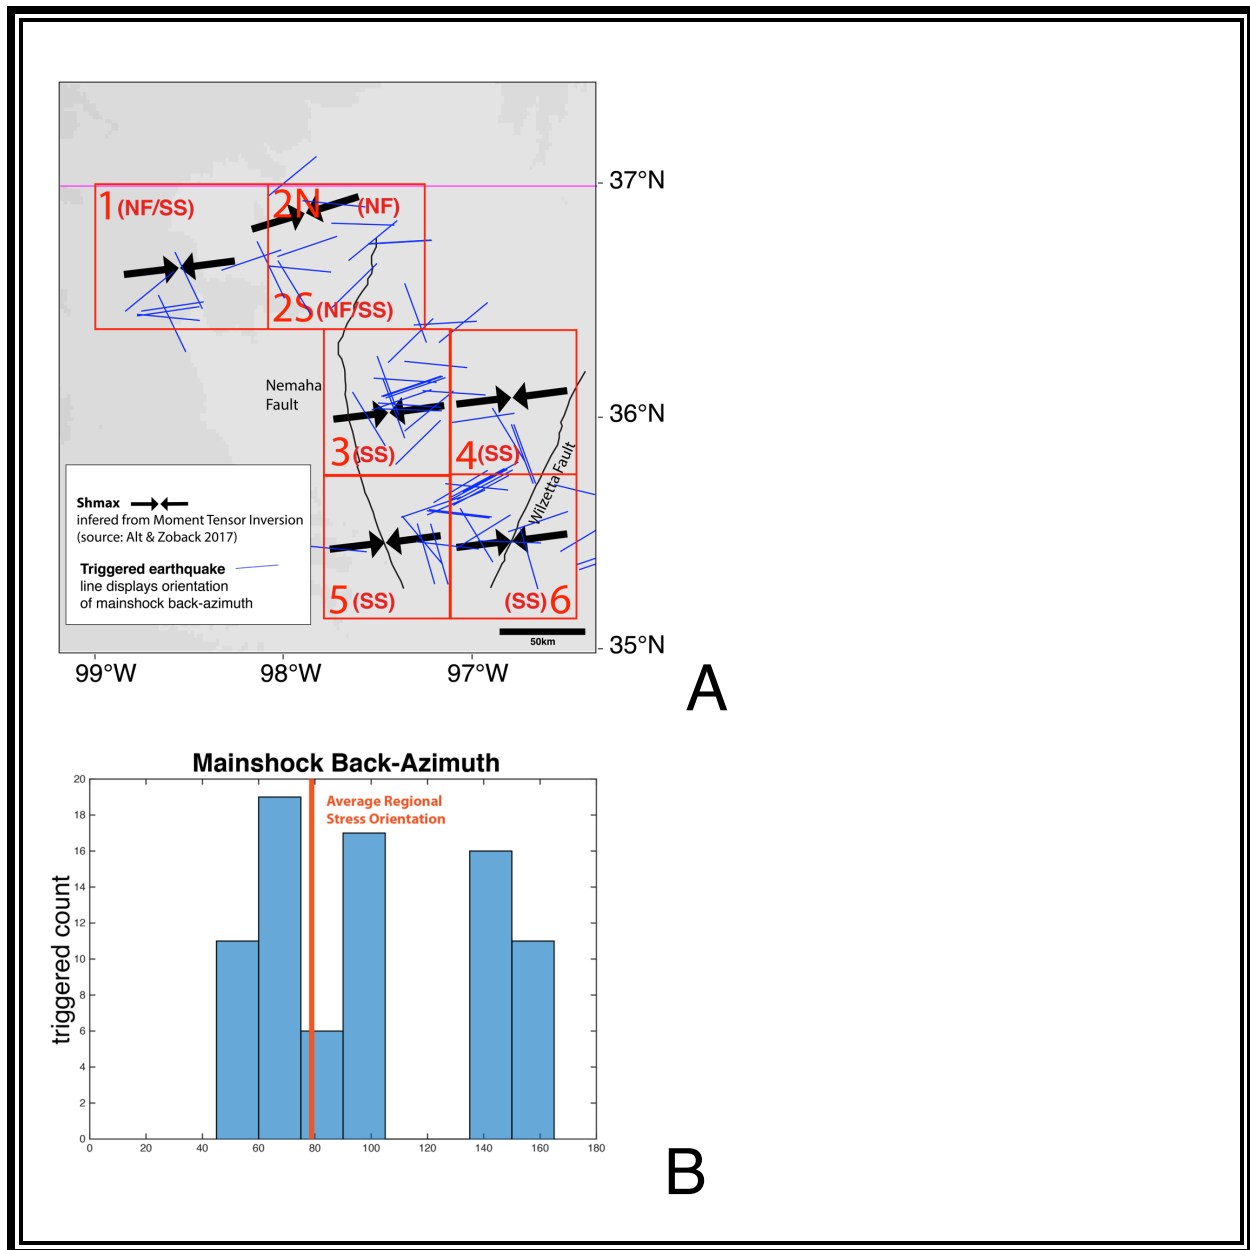 37°N
1 (NF/SS)
2N (NF)
2S (NF/SS)
Nemaha
Fault
36°N
3 (SS)
4 (SS)
Wilzetta Fault
Shmax
infered from Moment Tensor Inversion
(source: Alt & Zoback 2017)
Triggered earthquake
line displays orientation
of mainshock back-azimuth
5 (SS)
(SS) 6
50km
35°N
99°W 98°W 97°W
A
Mainshock Back-Azimuth
Average Regional
Stress Orientation
triggered count
20
18
16
14
12
10
8
6
4
2
0
0 20 40 60 80 100 120 140 160 180
B